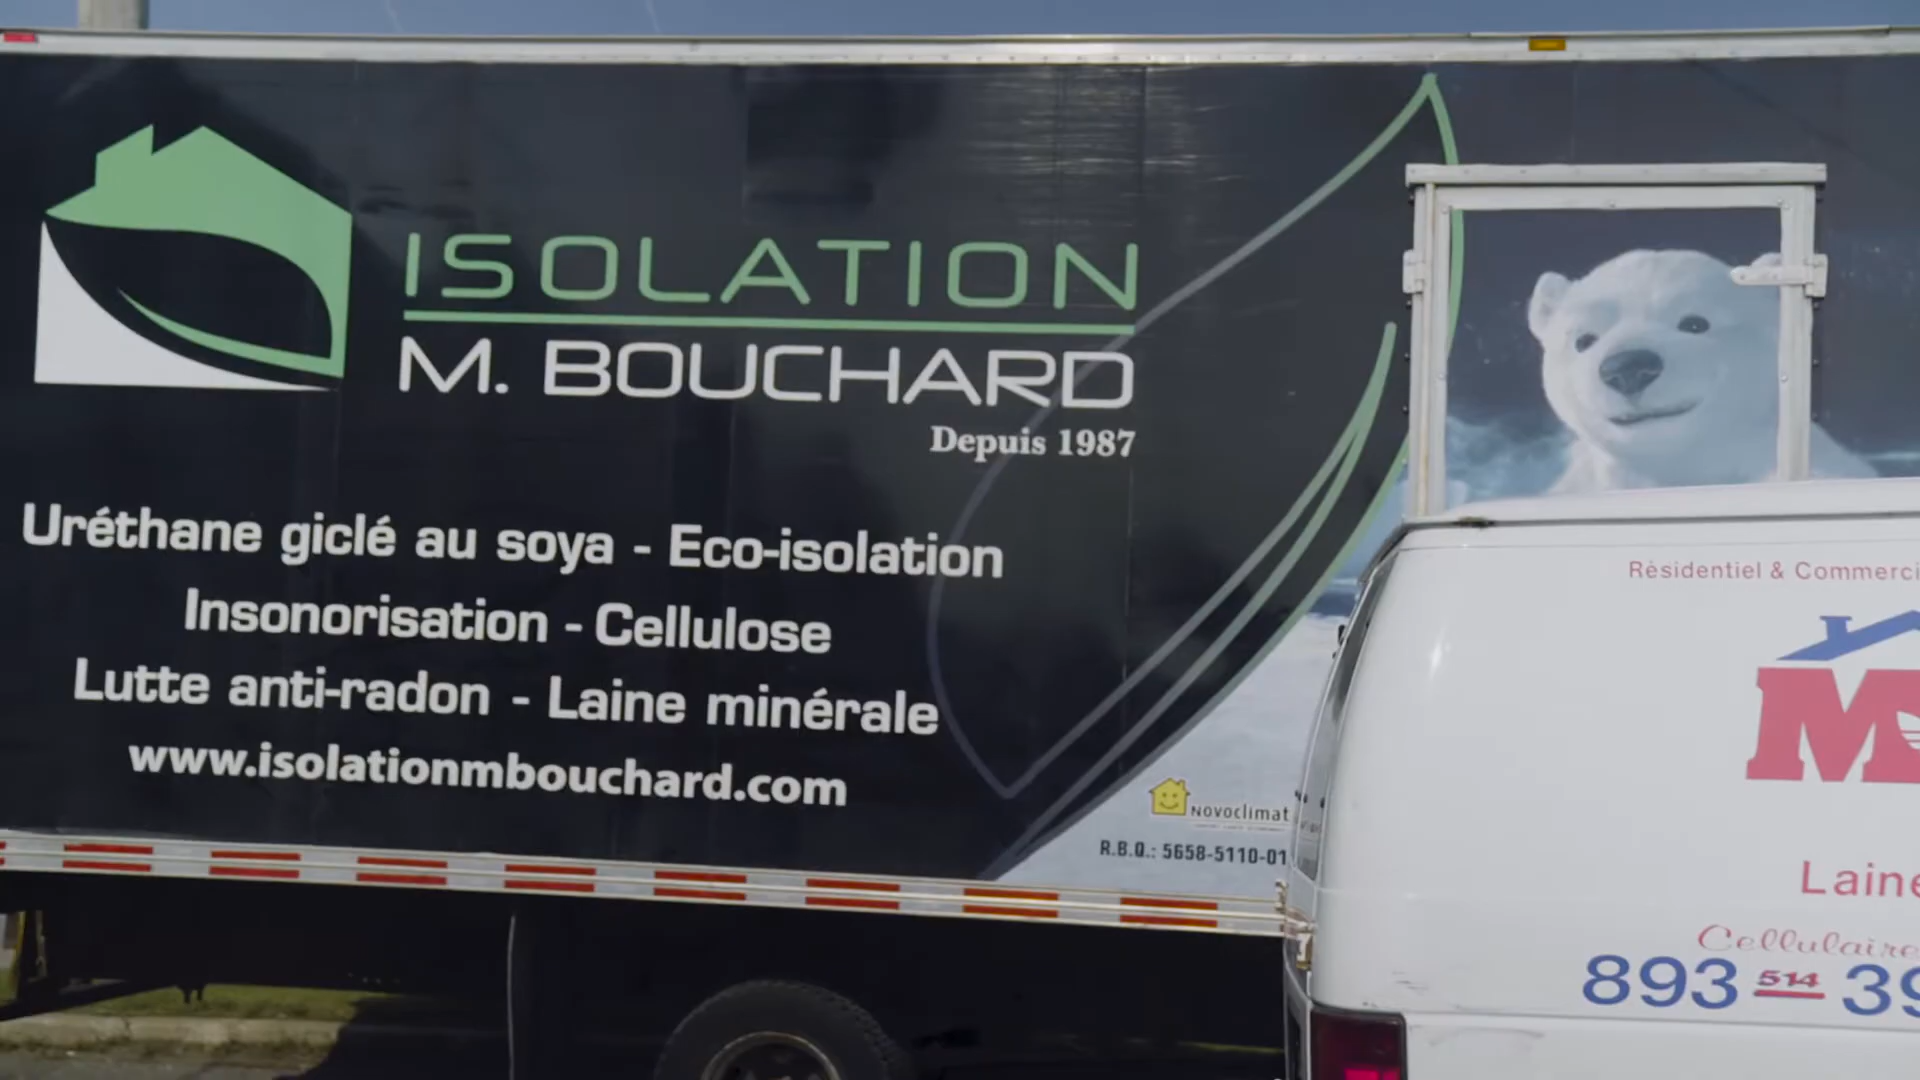 ISOLATION
M. BOUCHARD
Depuis 1987
Uréthane giclé au soya - Eco-isolation
Insonorisation - Cellulose
Lutte anti-radon - Laine minérale
www.isolationmbouchard.com
NOVOclimat
R.B.Q.: 5658-5110-01
Résidentiel & Commerci
M
Laine
Cellulaire
893 514 39